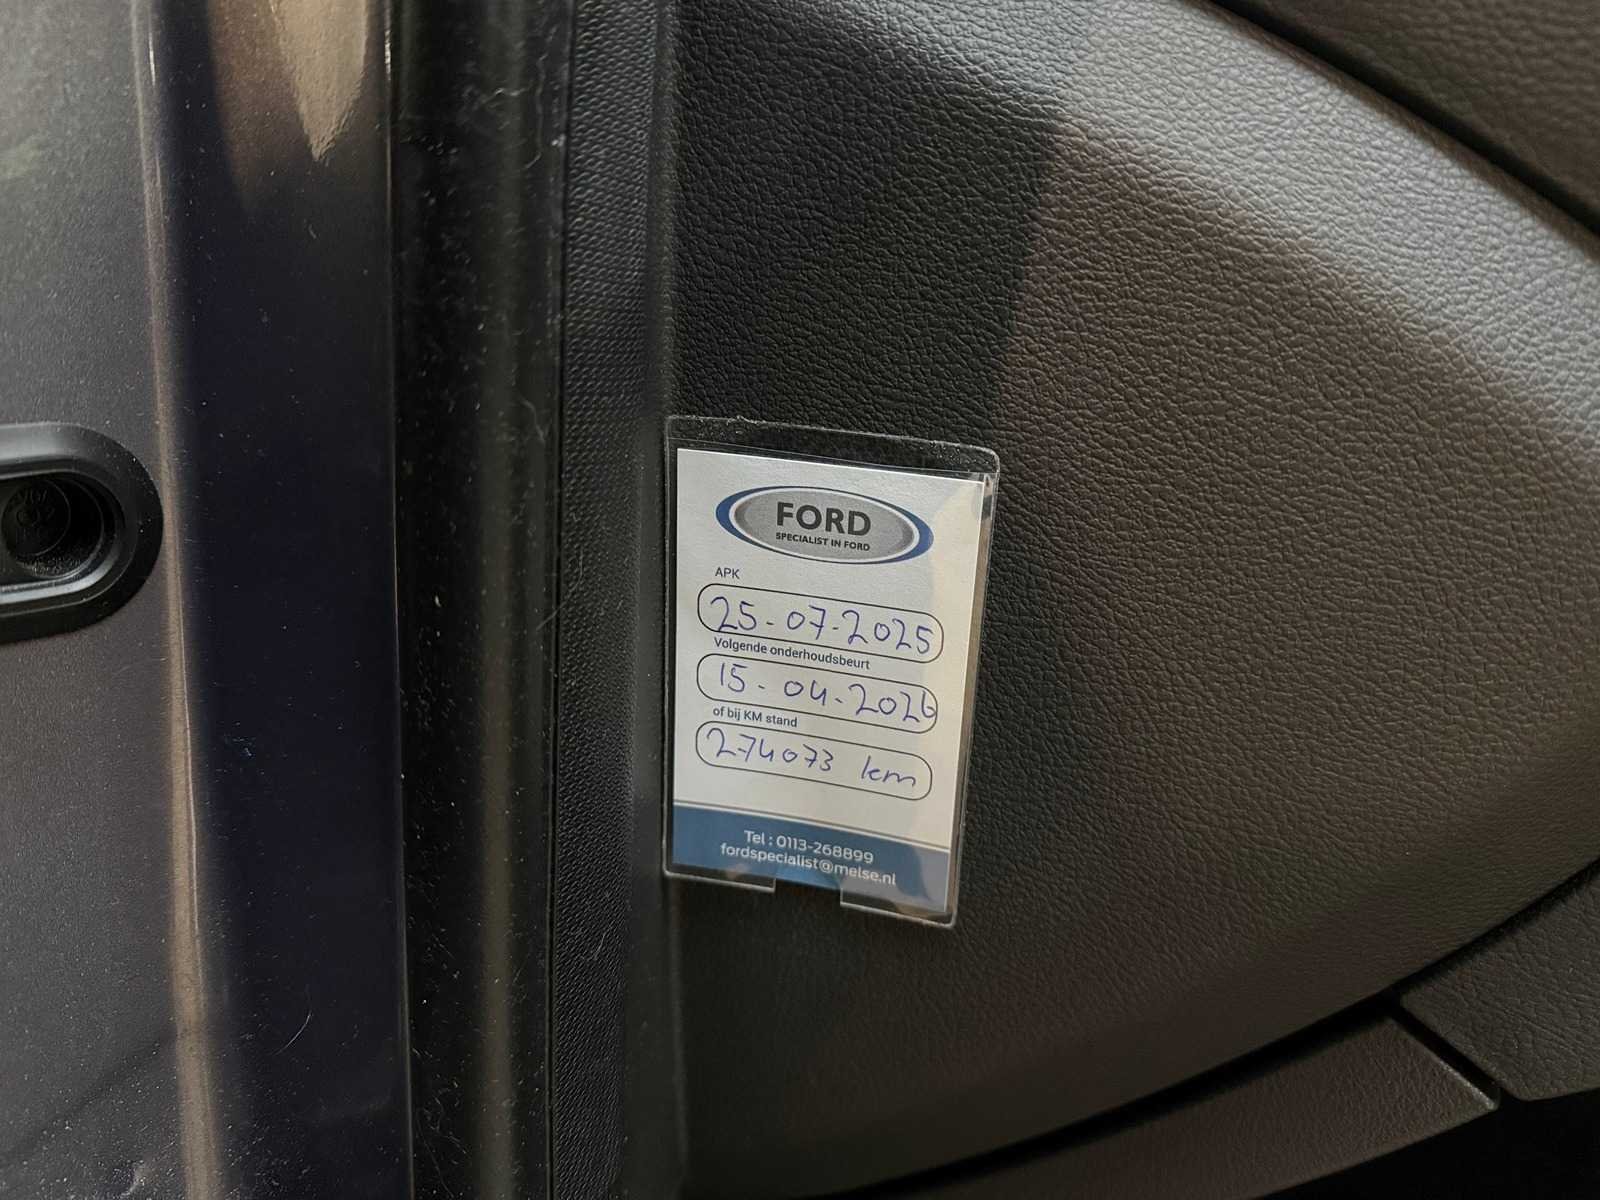 FORD
SPECIALIST IN FORD
APK
25-07-2025
Volgende onderhoudsbeurt
15-04-2026
of bij KM stand
274073 km
Tel : 0113-268899
fordspecialist@melse.nl